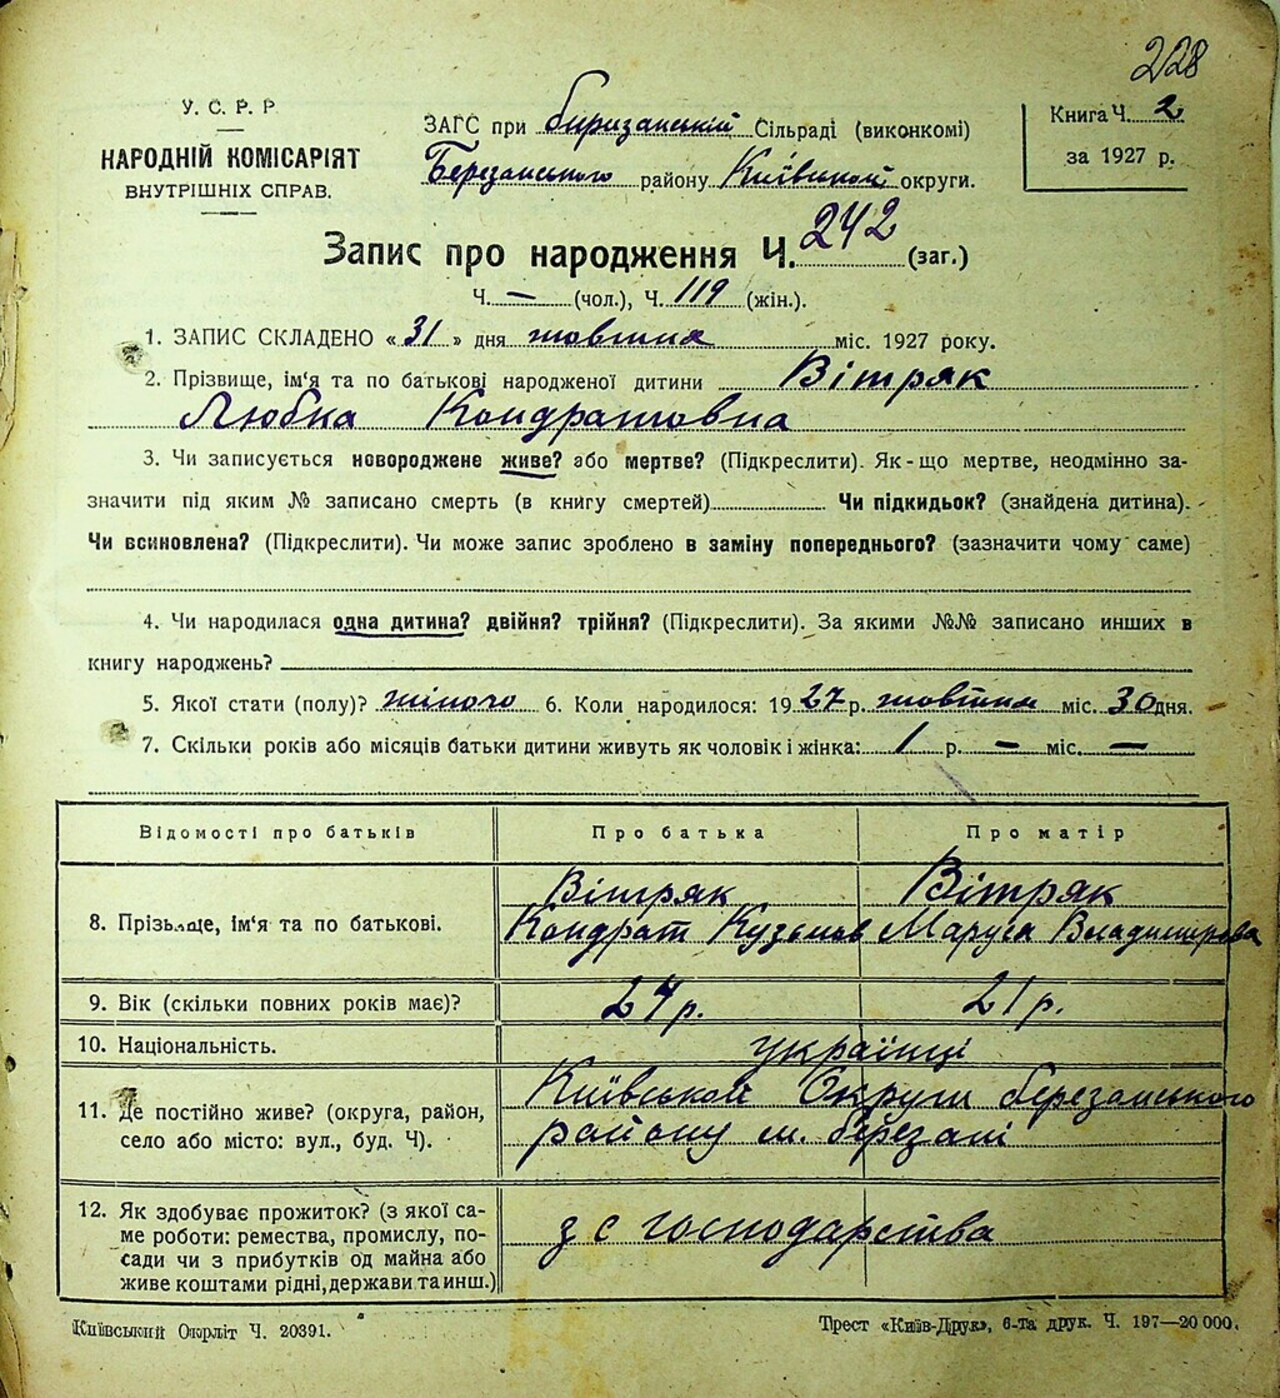 228
У. С. Р. Р
НАРОДНІЙ КОМІСАРІЯТ
ВНУТРІШНІХ СПРАВ.
ЗАГС при биризанській Сільраді (виконкомі)
Березанського району Київської округи.
Книга Ч. 2
за 1927 р.
Запис про народження Ч. 242 (заг.)
Ч. — (чол.), Ч. 119 (жін.).
1. ЗАПИС СКЛАДЕНО «31» дня жовтня міс. 1927 року.
2. Прізвище, ім'я та по батькові народженої дитини Вітряк
Любка Кондратовна
3. Чи записується новороджене живе? або мертве? (Підкреслити). Як-що мертве, неодмінно за-
значити під яким № записано смерть (в книгу смертей) Чи підкидьок? (знайдена дитина).
Чи всиновлена? (Підкреслити). Чи може запис зроблено в заміну попереднього? (зазначити чому саме)
4. Чи народилася одна дитина? двійня? трійня? (Підкреслити). За якими №№ записано инших в
книгу народжень?
5. Якої стати (полу)? жіночо 6. Коли народилося: 1927 р. жовтня міс. 30 дня.
7. Скільки років або місяців батьки дитини живуть як чоловік і жінка: 1 р. — міс. —
Відомості про батьків Про батька Про матір
8. Прізьвище, ім'я та по батькові. Вітряк Вітряк
Кондрат Кузьмов Маруся Владимирова
9. Вік (скільки повних років має)? 27р. 21р.
10. Національність. українці
11. Де постійно живе? (округа, район,
село або місто: вул., буд. Ч). Київської Округи березанського
району м. березані
12. Як здобуває прожиток? (з якої са-
ме роботи: ремества, промислу, по-
сади чи з прибутків од майна або
живе коштами рідні, держави та инш.) з с господарства
Київський Окрліт Ч. 20391.
Трест «Київ-Друк», 6-та друк. Ч. 197—20 000.